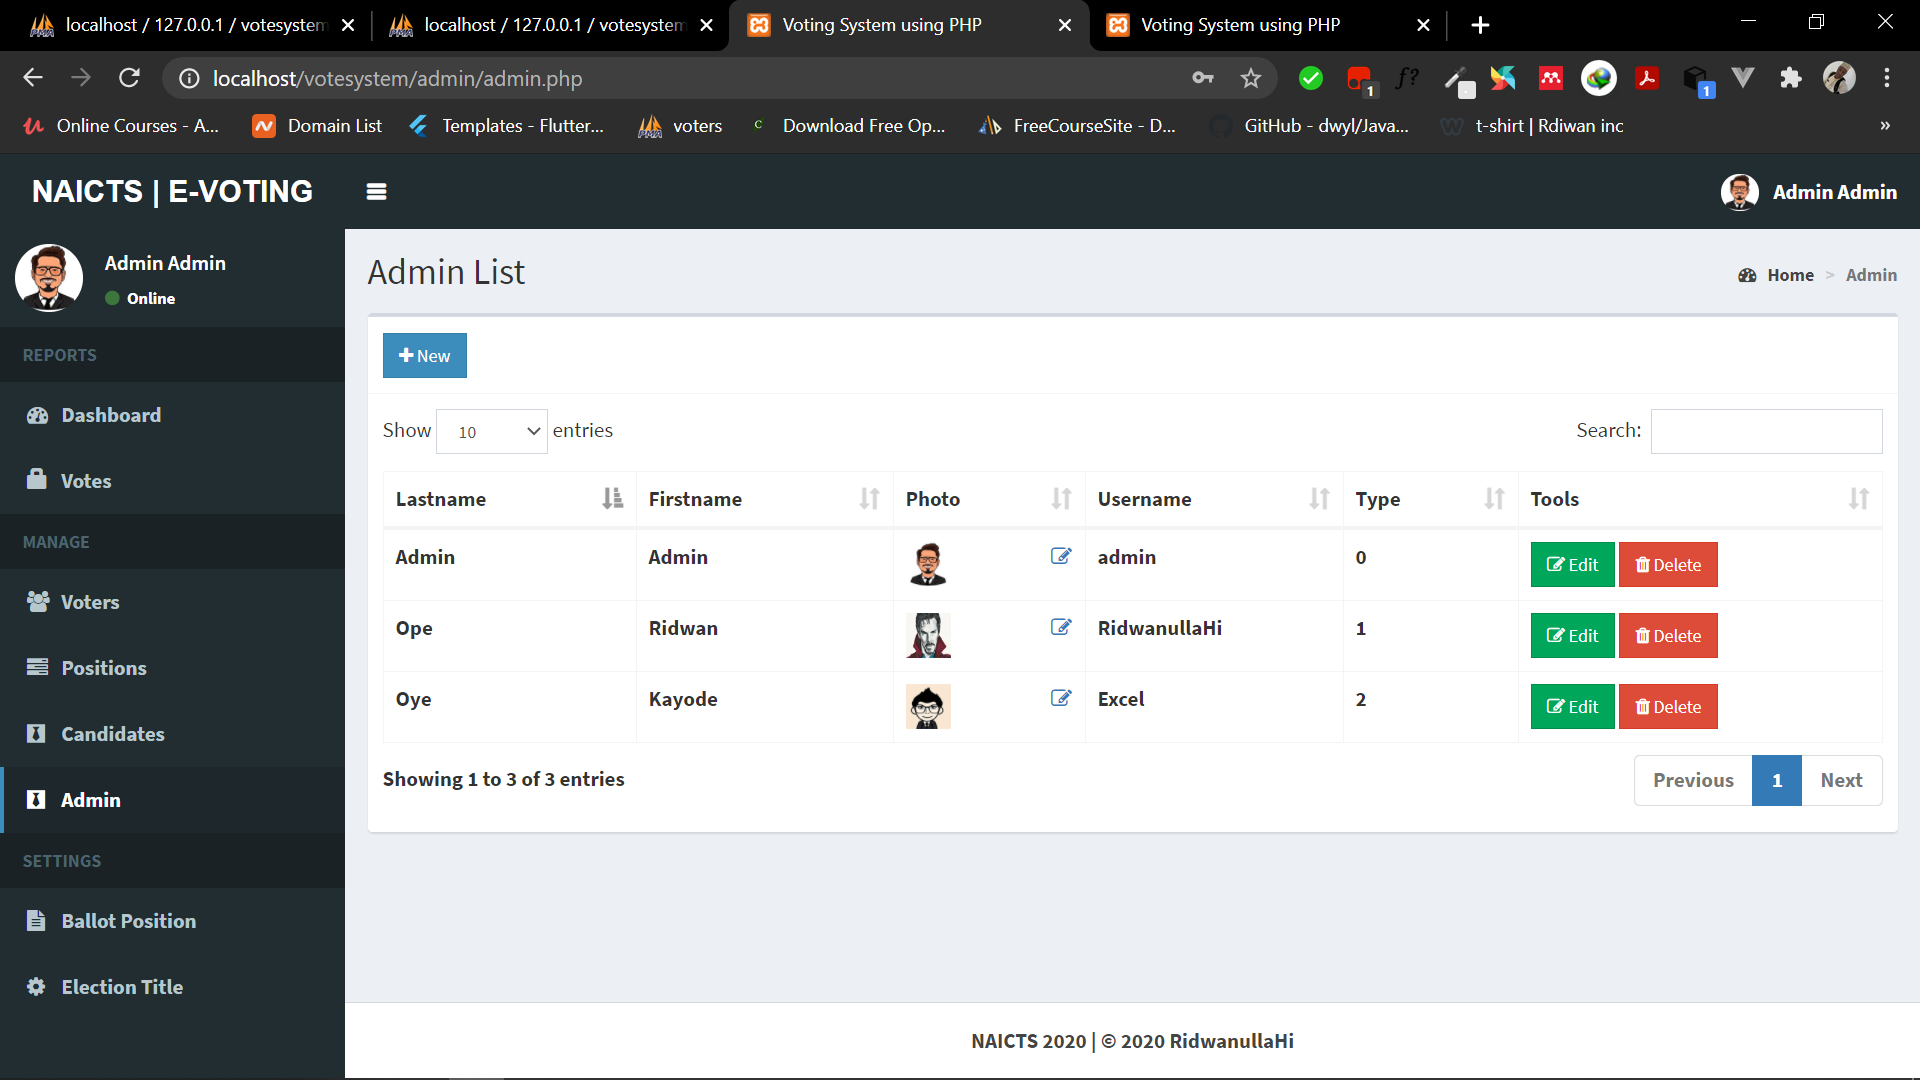 localhost / 127.0.0.1 / votesystem
localhost / 127.0.0.1 / votesystem
Voting System using PHP
Voting System using PHP
localhost/votesystem/admin/admin.php
f?
1
1
Online Courses - A...
Domain List
Templates - Flutter...
voters
Download Free Op...
FreeCourseSite - D...
GitHub - dwyl/Java...
t-shirt | Rdiwan inc
»
NAICTS | E-VOTING
Admin Admin
Admin Admin
Online
REPORTS
Dashboard
Votes
MANAGE
Voters
Positions
Candidates
Admin
SETTINGS
Ballot Position
Election Title
Admin List
Home > Admin
New
Show 10 entries
Search:
Lastname Firstname Photo Username Type Tools
Admin Admin admin 0 Edit Delete
Ope Ridwan RidwanullaHi 1 Edit Delete
Oye Kayode Excel 2 Edit Delete
Showing 1 to 3 of 3 entries
Previous 1 Next
NAICTS 2020 | © 2020 RidwanullaHi